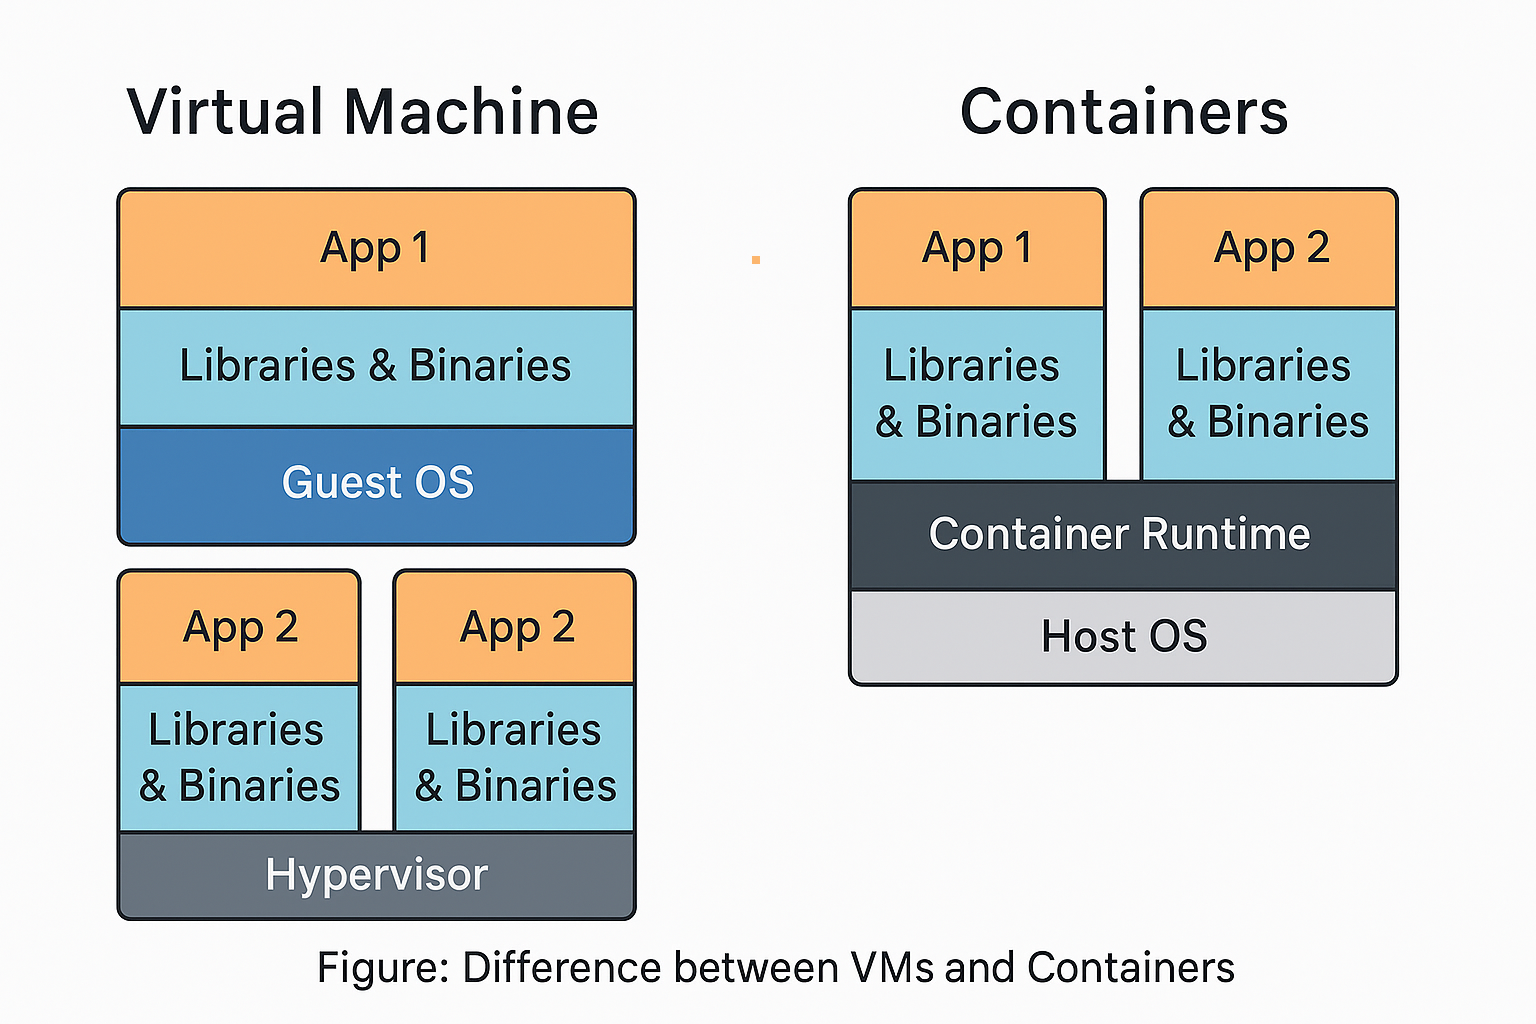 Virtual Machine
App 1
Libraries & Binaries
Guest OS
App 2
Libraries
& Binaries
App 2
Libraries
& Binaries
Hypervisor
Containers
App 1
Libraries
& Binaries
App 2
Libraries
& Binaries
Container Runtime
Host OS
Figure: Difference between VMs and Containers